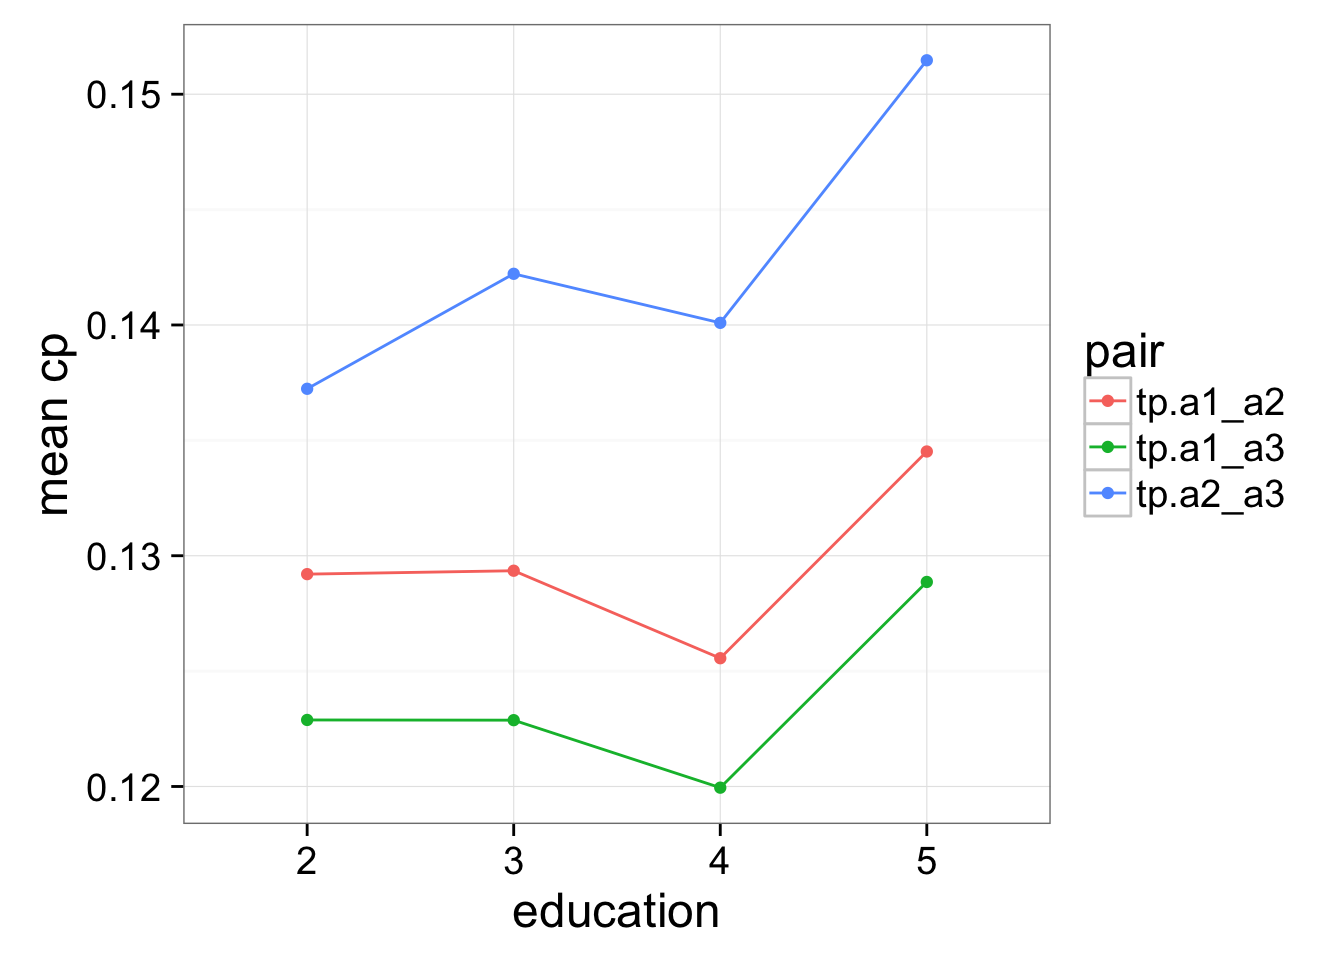 0.15
0.14
0.13
0.12
mean cp
2 3 4 5
education
pair
tp.a1_a2
tp.a1_a3
tp.a2_a3